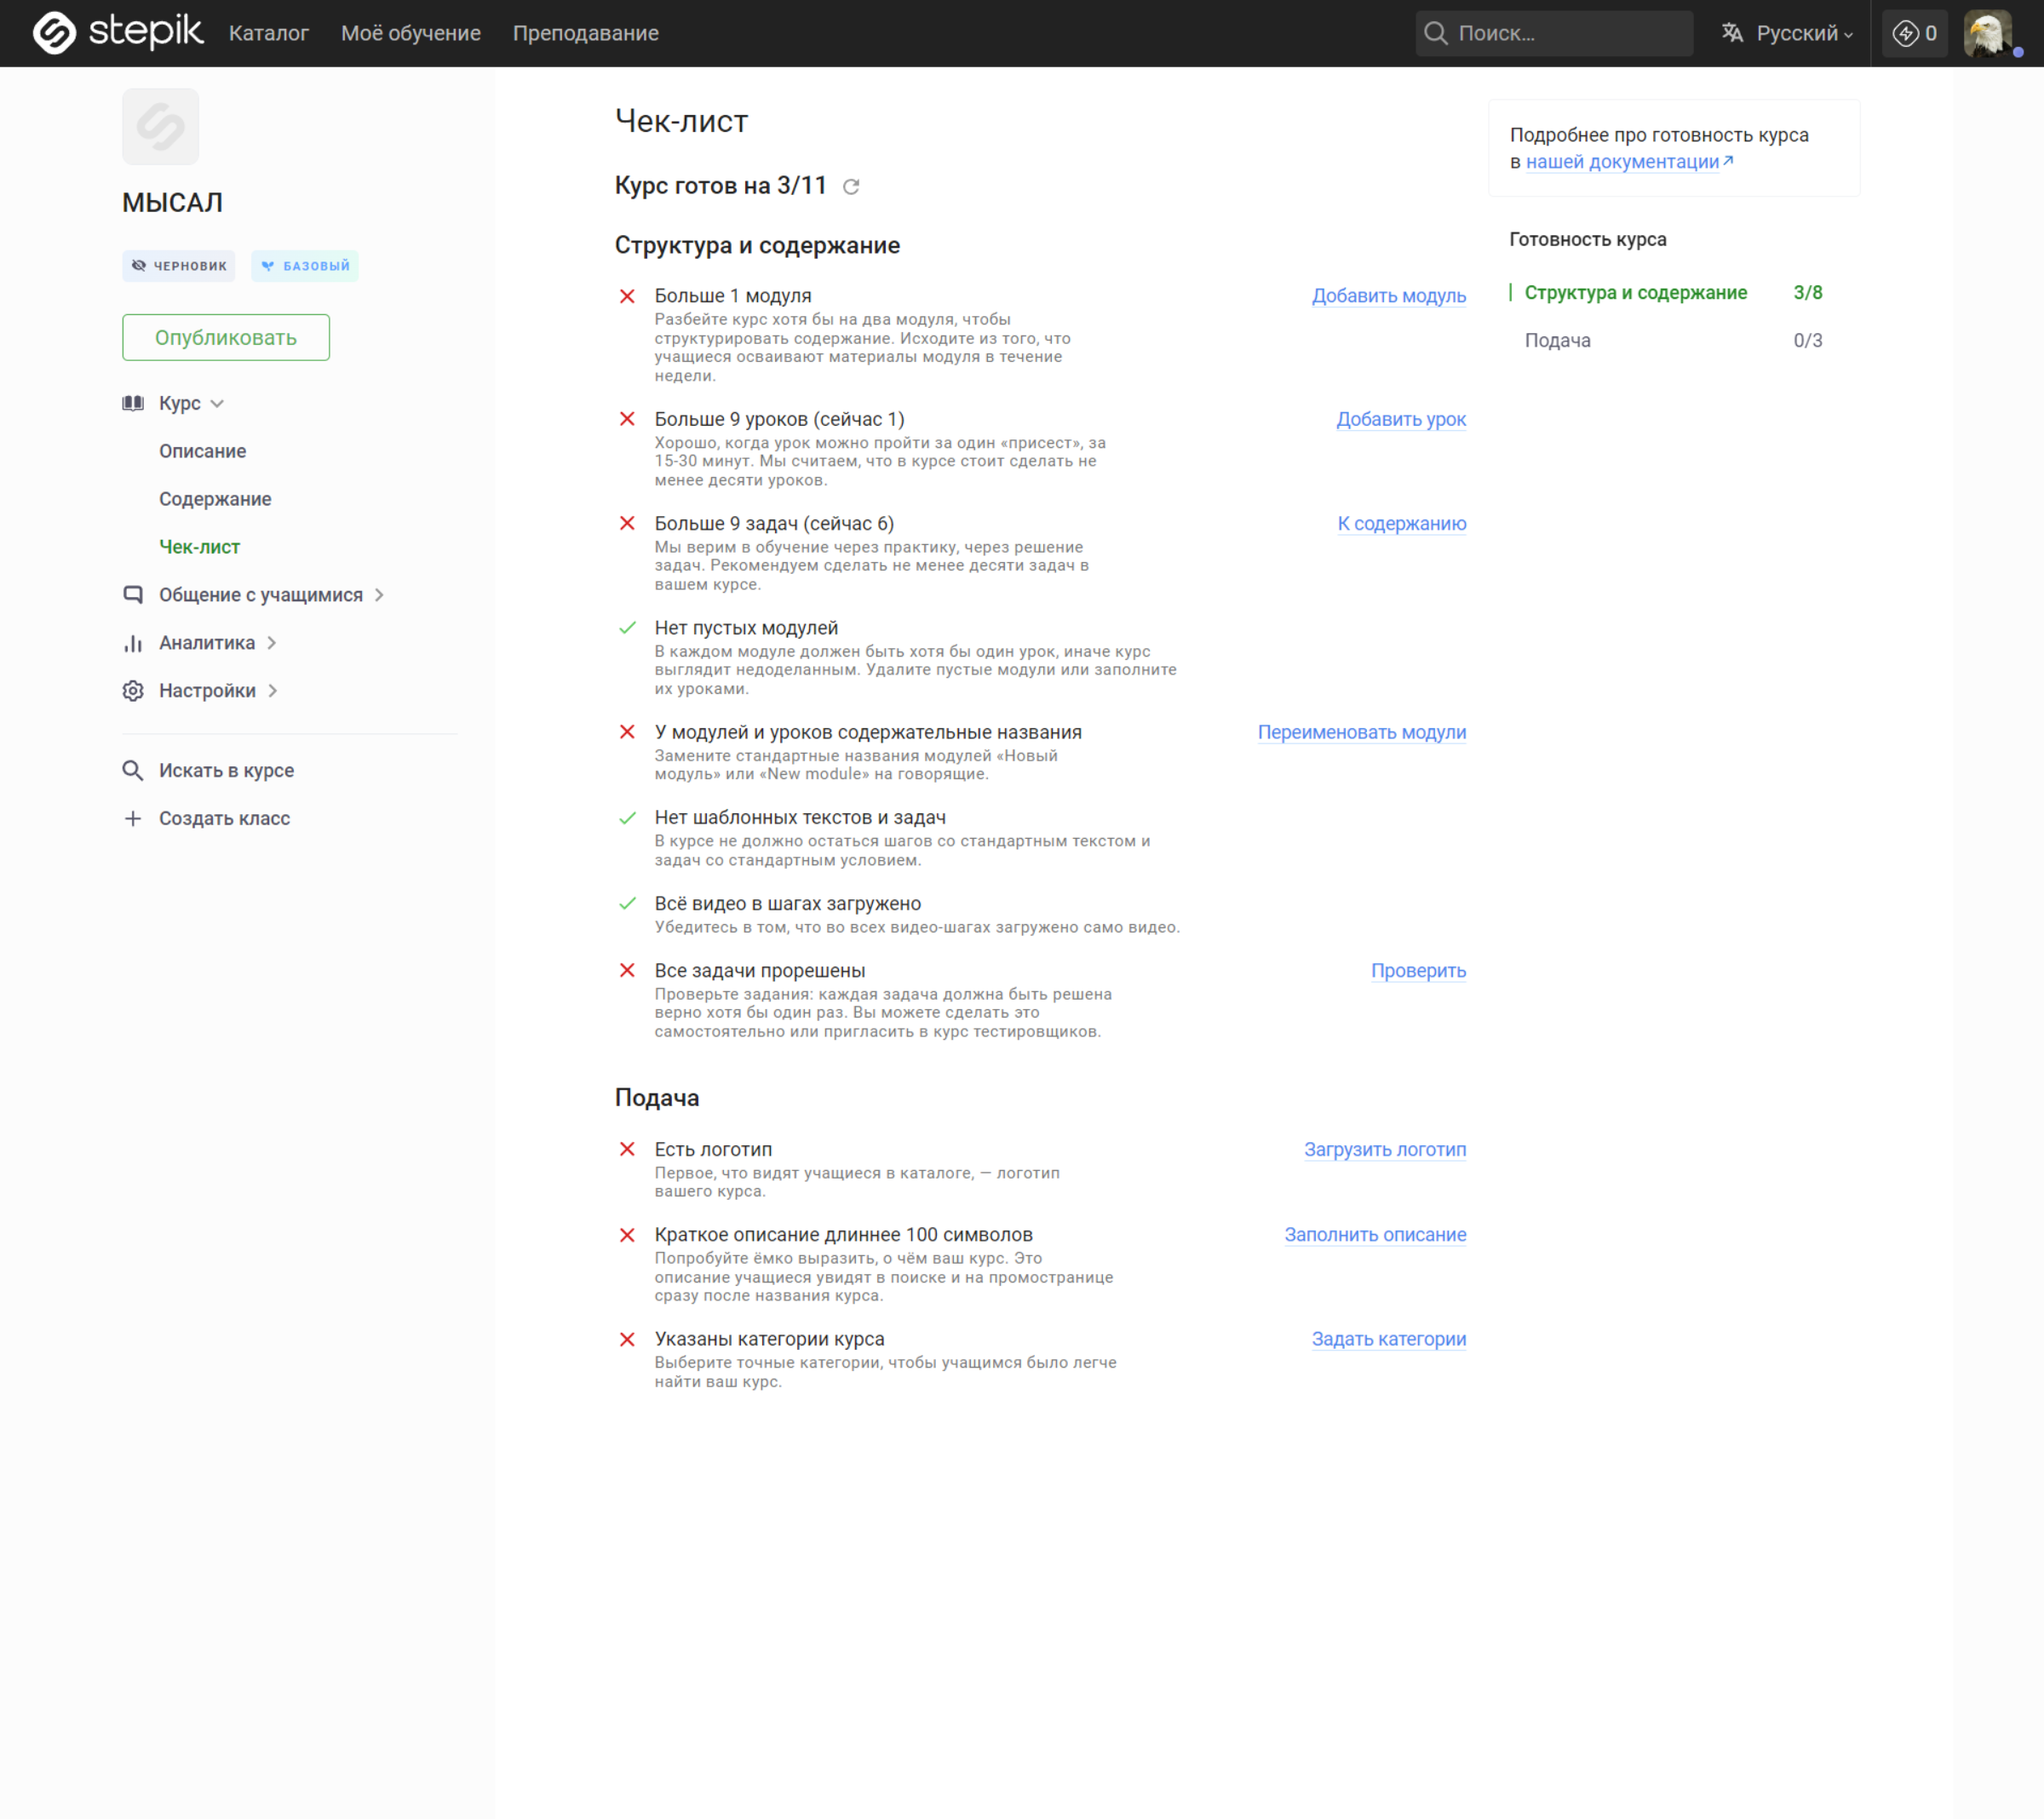 stepik Каталог Моё обучение Преподавание Поиск... Русский 0
МЫСАЛ
ЧЕРНОВИК БАЗОВЫЙ
Опубликовать
Курс
Описание
Содержание
Чек-лист
Общение с учащимися
Аналитика
Настройки
Искать в курсе
Создать класс
Чек-лист
Курс готов на 3/11
Структура и содержание
Больше 1 модуля Добавить модуль
Разбейте курс хотя бы на два модуля, чтобы
структурировать содержание. Исходите из того, что
учащиеся осваивают материалы модуля в течение
недели.
Больше 9 уроков (сейчас 1) Добавить урок
Хорошо, когда урок можно пройти за один «присест», за
15-30 минут. Мы считаем, что в курсе стоит сделать не
менее десяти уроков.
Больше 9 задач (сейчас 6) К содержанию
Мы верим в обучение через практику, через решение
задач. Рекомендуем сделать не менее десяти задач в
вашем курсе.
Нет пустых модулей
В каждом модуле должен быть хотя бы один урок, иначе курс
выглядит недоделанным. Удалите пустые модули или заполните
их уроками.
У модулей и уроков содержательные названия Переименовать модули
Замените стандартные названия модулей «Новый
модуль» или «New module» на говорящие.
Нет шаблонных текстов и задач
В курсе не должно остаться шагов со стандартным текстом и
задач со стандартным условием.
Всё видео в шагах загружено
Убедитесь в том, что во всех видео-шагах загружено само видео.
Все задачи прорешены Проверить
Проверьте задания: каждая задача должна быть решена
верно хотя бы один раз. Вы можете сделать это
самостоятельно или пригласить в курс тестировщиков.
Подача
Есть логотип Загрузить логотип
Первое, что видят учащиеся в каталоге, — логотип
вашего курса.
Краткое описание длиннее 100 символов Заполнить описание
Попробуйте ёмко выразить, о чём ваш курс. Это
описание учащиеся увидят в поиске и на промостранице
сразу после названия курса.
Указаны категории курса Задать категории
Выберите точные категории, чтобы учащимся было легче
найти ваш курс.
Подробнее про готовность курса
в нашей документации
Готовность курса
Структура и содержание 3/8
Подача 0/3